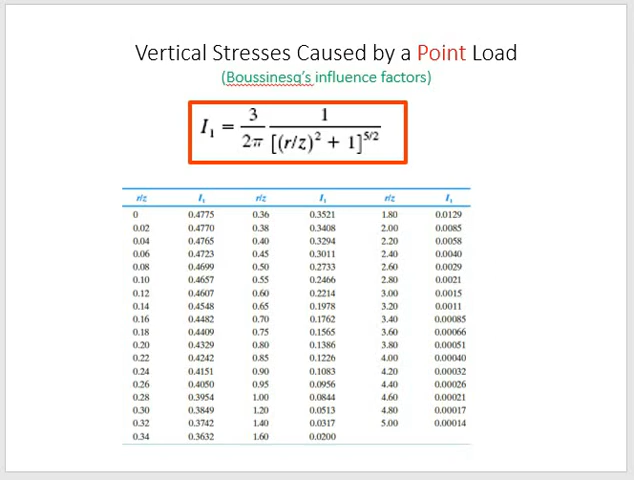 Vertical Stresses Caused by a Point Load
(Boussinesq's influence factors)
I₁ = 3/2π 1/[(r/z)² + 1]^5/2
r/z I₁ r/z I₁ r/z I₁
0 0.4775 0.36 0.3521 1.80 0.0129
0.02 0.4770 0.38 0.3408 2.00 0.0085
0.04 0.4765 0.40 0.3294 2.20 0.0058
0.06 0.4723 0.45 0.3011 2.40 0.0040
0.08 0.4699 0.50 0.2733 2.60 0.0029
0.10 0.4657 0.55 0.2466 2.80 0.0021
0.12 0.4607 0.60 0.2214 3.00 0.0015
0.14 0.4548 0.65 0.1978 3.20 0.0011
0.16 0.4482 0.70 0.1762 3.40 0.00085
0.18 0.4409 0.75 0.1565 3.60 0.00066
0.20 0.4329 0.80 0.1386 3.80 0.00051
0.22 0.4242 0.85 0.1226 4.00 0.00040
0.24 0.4151 0.90 0.1083 4.20 0.00032
0.26 0.4050 0.95 0.0956 4.40 0.00026
0.28 0.3954 1.00 0.0844 4.60 0.00021
0.30 0.3849 1.20 0.0513 4.80 0.00017
0.32 0.3742 1.40 0.0317 5.00 0.00014
0.34 0.3632 1.60 0.0200